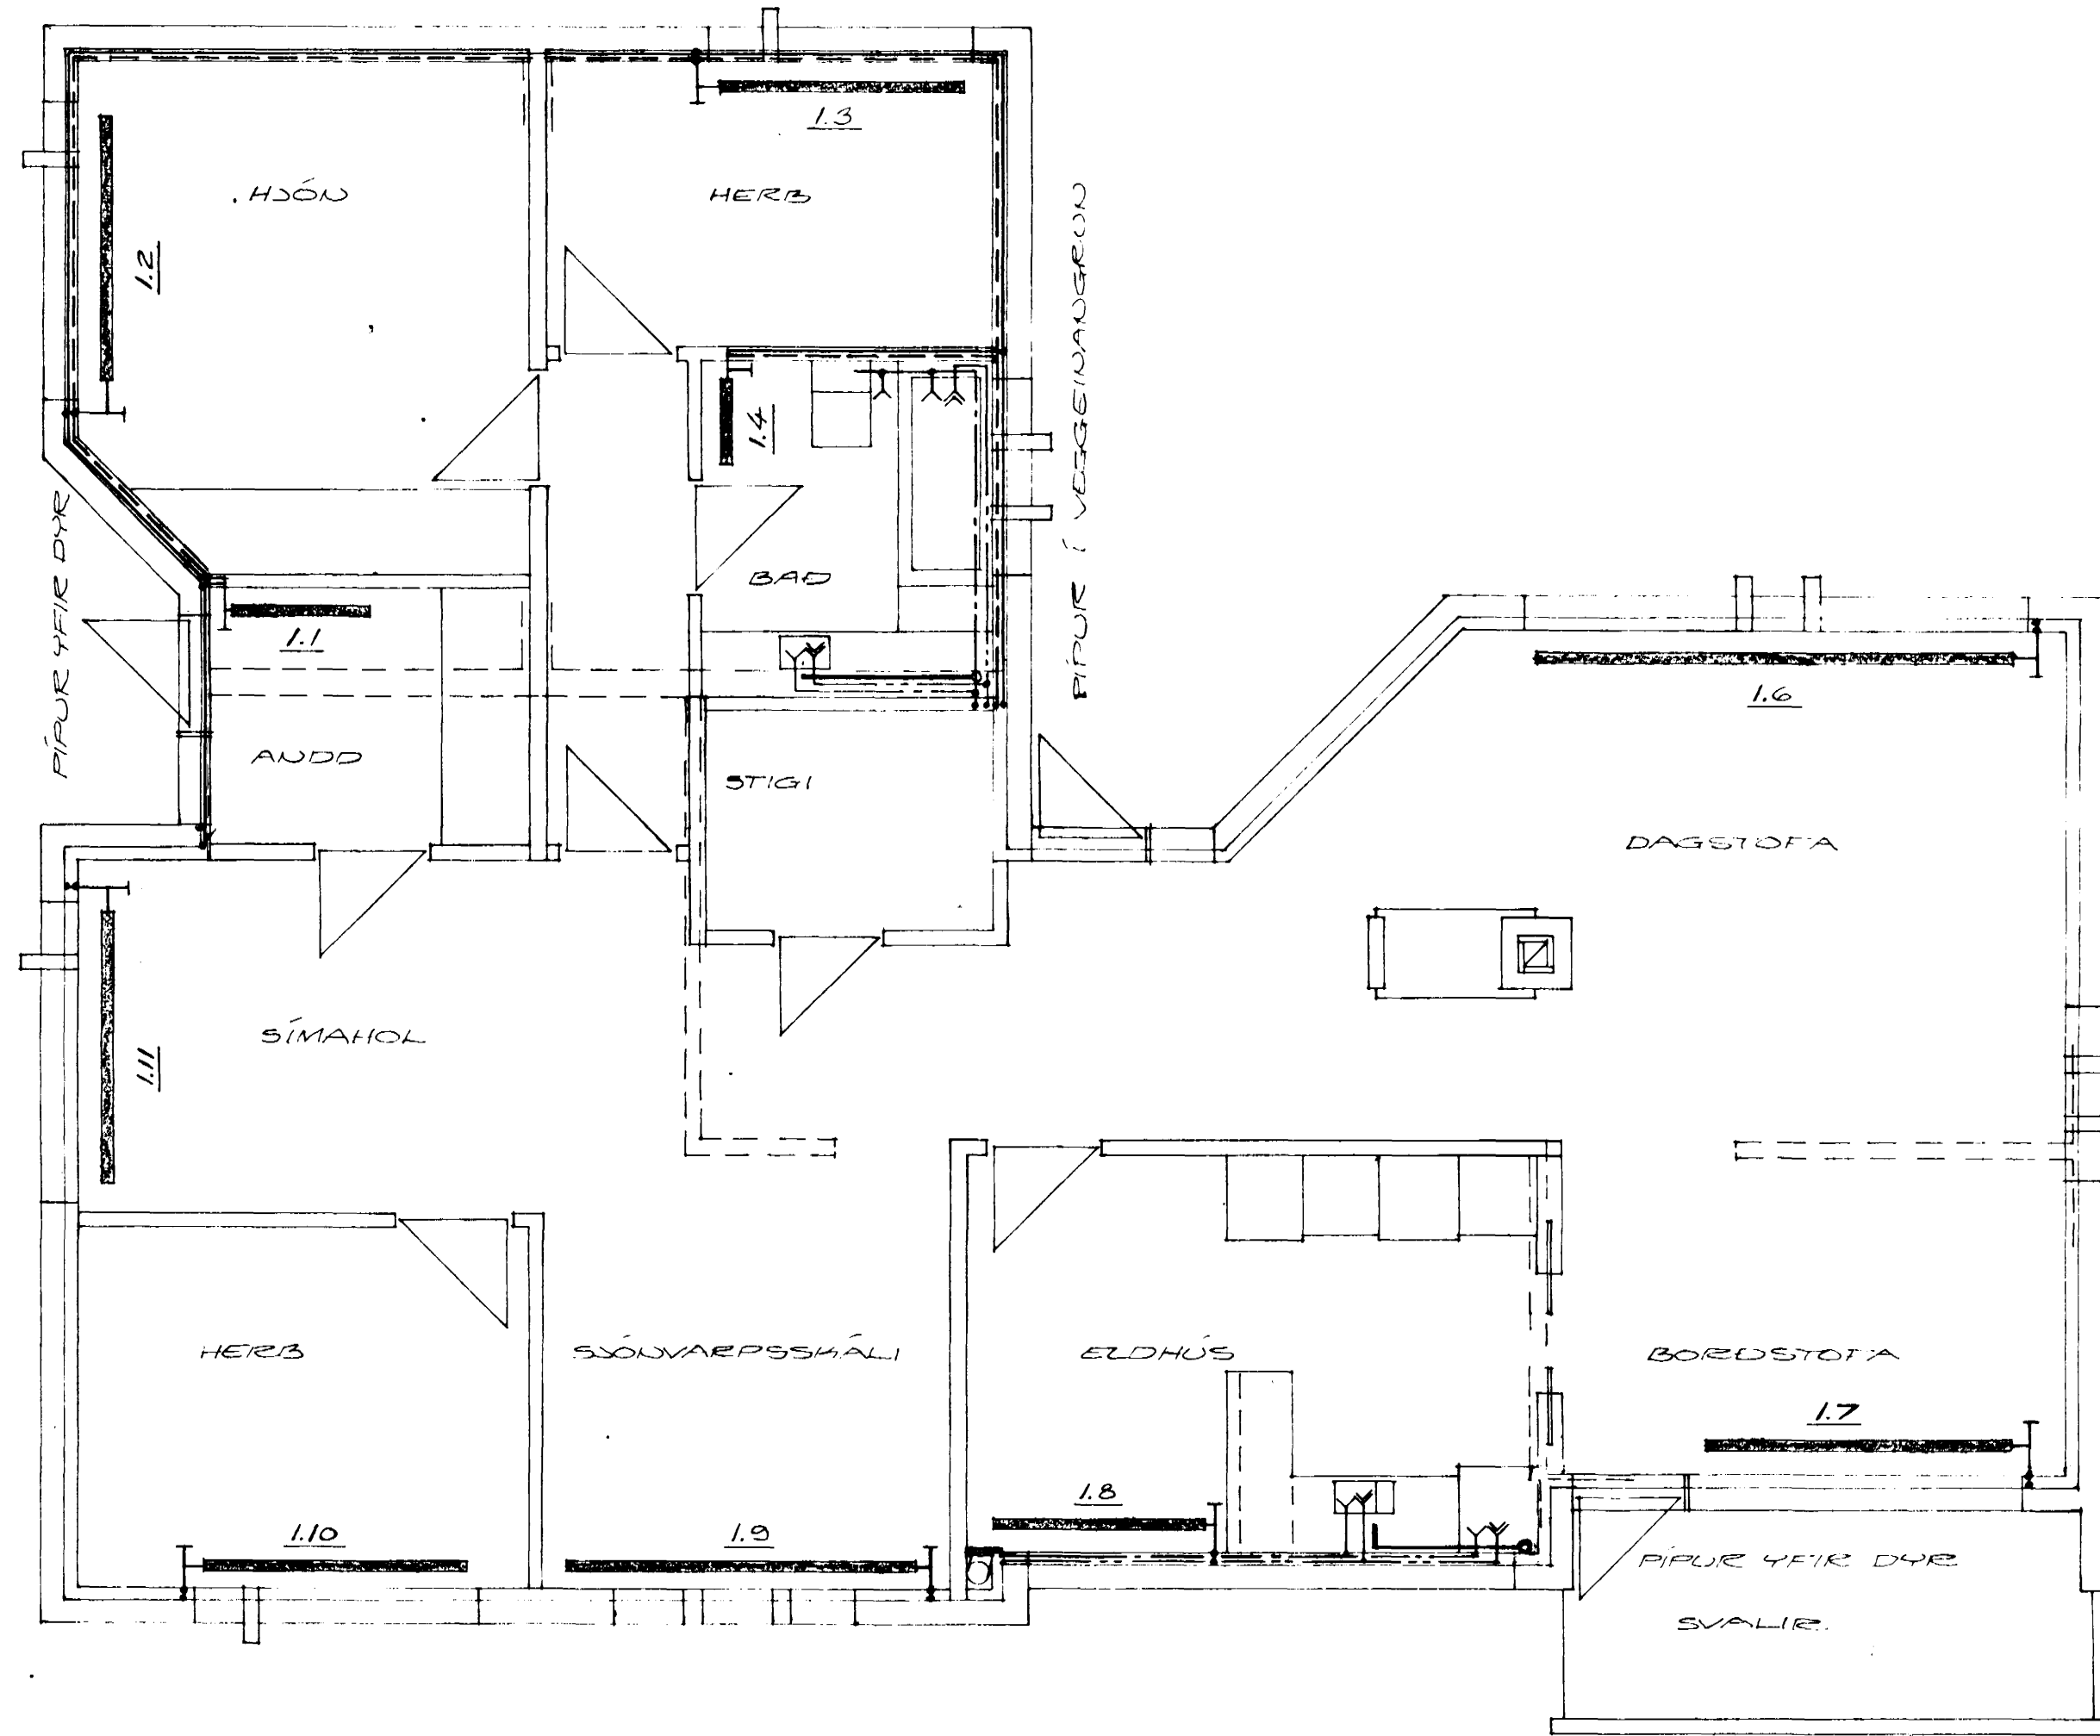 1.3
HJÓN
HERB
1.2
PÍPUR Í VEGGEINANGRUN
1.4
PÍPUR YFIR DYR
BAÐ
1.1
1.6
ANDD
STIGI
DAGSTOFA
SÍMAHOL
1.11
HERB
SJÓNVARPSSKÁLI
ELDHÚS
BORÐSTOFA
1.7
1.8
1.10
1.9
PÍPUR YFIR DYR
SVALIR.